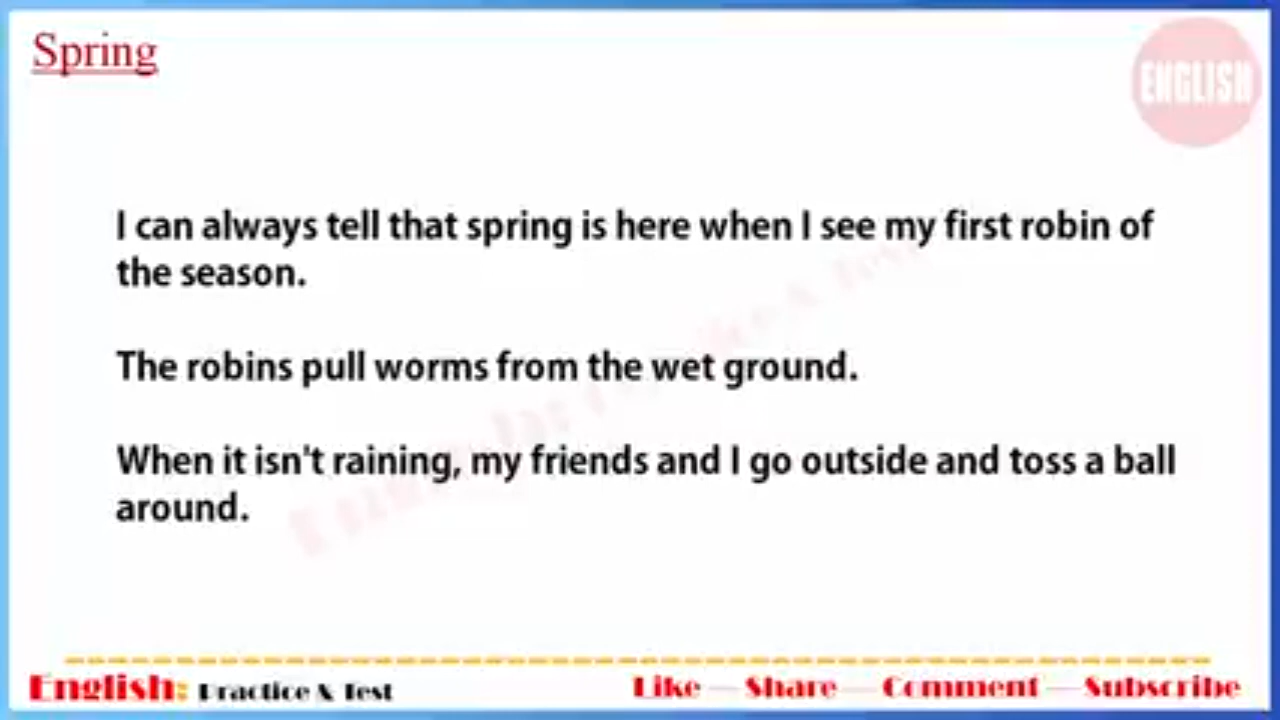 Spring
ENGLISH
I can always tell that spring is here when I see my first robin of
the season.
The robins pull worms from the wet ground.
When it isn't raining, my friends and I go outside and toss a ball
around.
English: Practice & Test
Like — Share — Comment — Subscribe